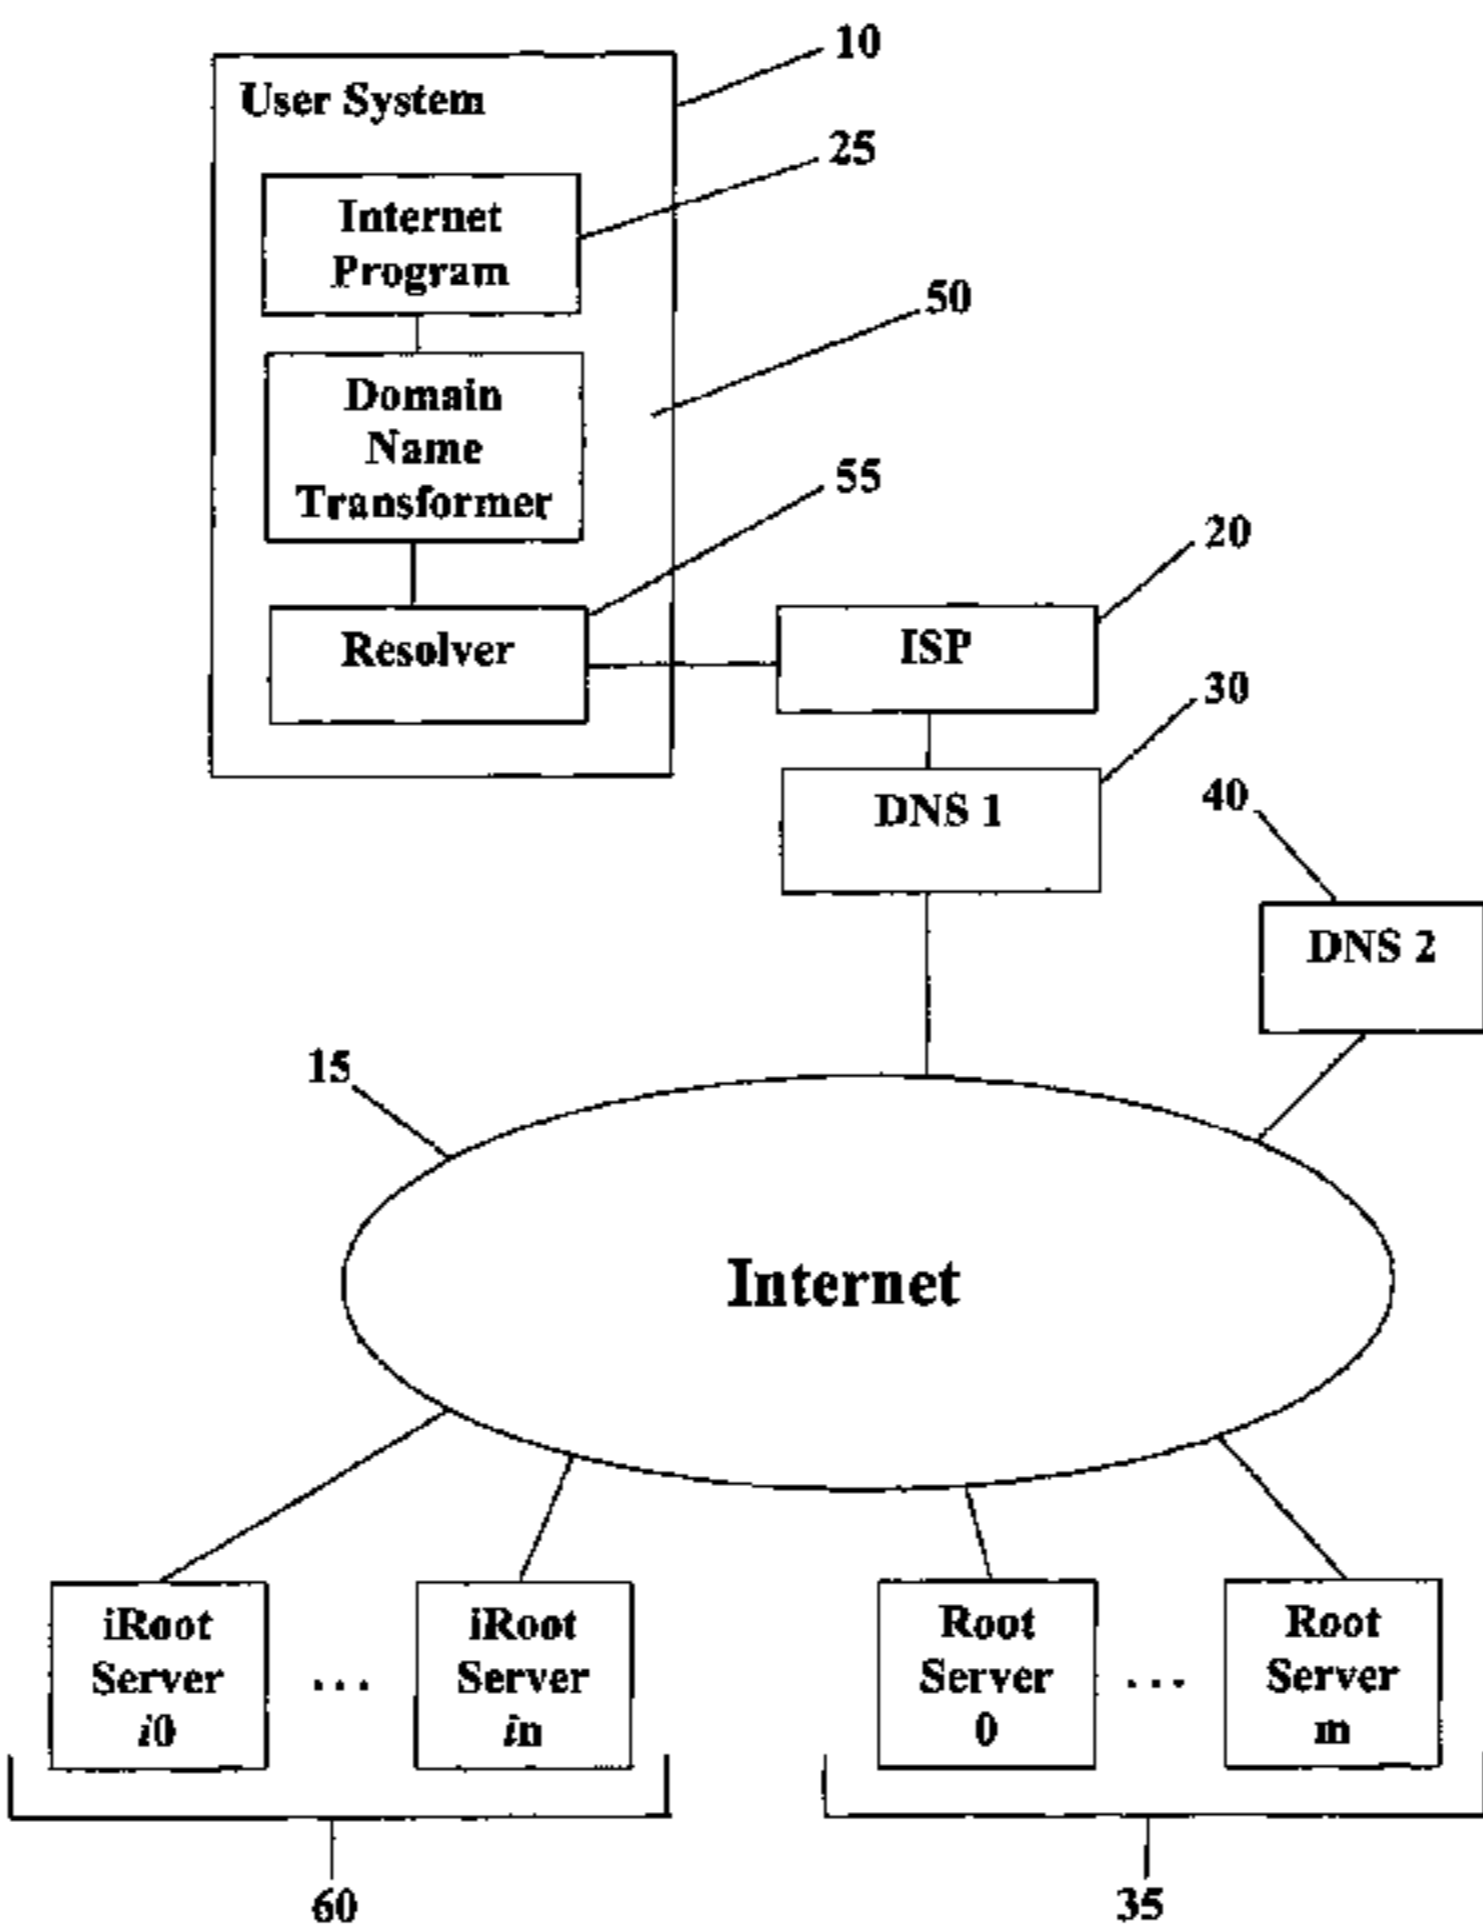 10
User System
25
Internet
Program
50
Domain
Name
Transformer
55
20
Resolver
ISP
30
DNS 1
40
DNS 2
15
Internet
iRoot
Server
i0
...
iRoot
Server
in
Root
Server
0
...
Root
Server
m
60
35